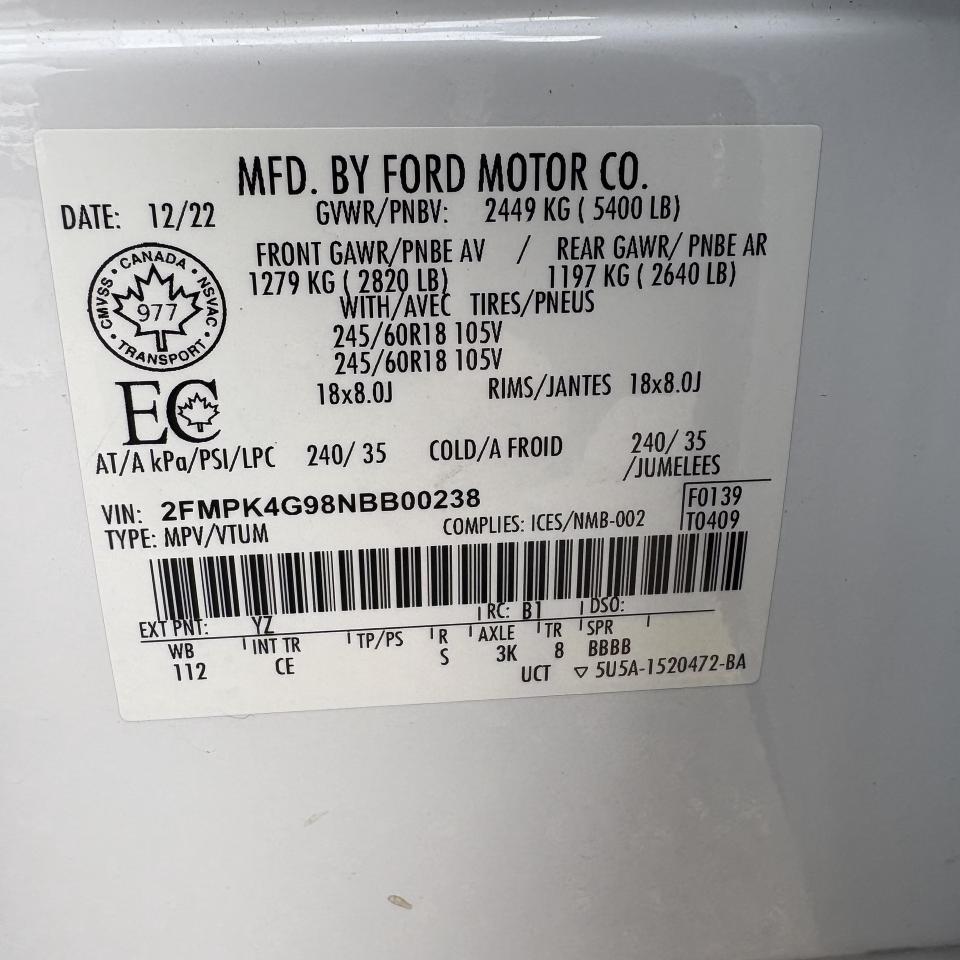 MFD. BY FORD MOTOR CO.
DATE: 12/22 GVWR/PNBV: 2449 KG ( 5400 LB)
FRONT GAWR/PNBE AV / REAR GAWR/ PNBE AR
1279 KG ( 2820 LB) 1197 KG ( 2640 LB)
WITH/AVEC TIRES/PNEUS
245/60R18 105V
245/60R18 105V
18x8.0J RIMS/JANTES 18x8.0J
CANADA
CMVSS 977 NSVAC
TRANSPORT
EC
AT/A kPa/PSI/LPC 240/ 35 COLD/A FROID 240/ 35
/JUMELEES
VIN: 2FMPK4G98NBB00238 F0139
TYPE: MPV/VTUM COMPLIES: ICES/NMB-002 T0409
EXT PNT: YZ RC: B1 DSO:
WB INT TR TP/PS R AXLE TR SPR
112 CE S 3K 8 BBBB
UCT ▽ 5U5A-1520472-BA